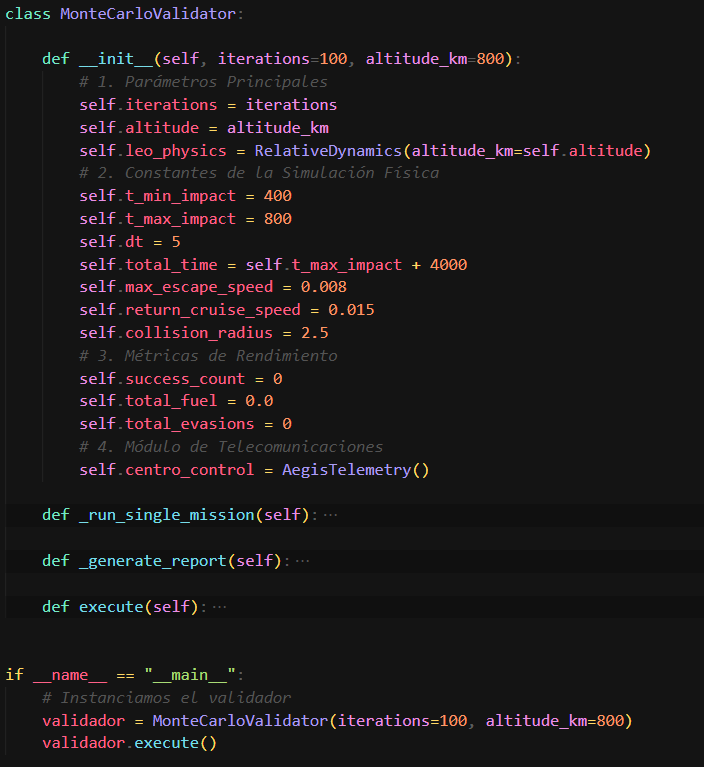 class MonteCarloValidator:
def __init__(self, iterations=100, altitude_km=800):
# 1. Parámetros Principales
self.iterations = iterations
self.altitude = altitude_km
self.leo_physics = RelativeDynamics(altitude_km=self.altitude)
# 2. Constantes de la Simulación Física
self.t_min_impact = 400
self.t_max_impact = 800
self.dt = 5
self.total_time = self.t_max_impact + 4000
self.max_escape_speed = 0.008
self.return_cruise_speed = 0.015
self.collision_radius = 2.5
# 3. Métricas de Rendimiento
self.success_count = 0
self.total_fuel = 0.0
self.total_evasions = 0
# 4. Módulo de Telecomunicaciones
self.centro_control = AegisTelemetry()
def _run_single_mission(self): ···
def _generate_report(self): ···
def execute(self): ···
if __name__ == "__main__":
# Instanciamos el validador
validador = MonteCarloValidator(iterations=100, altitude_km=800)
validador.execute()